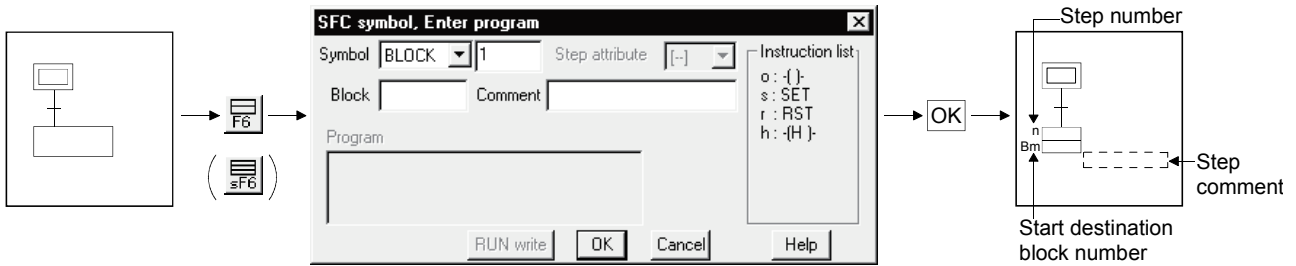 F6
sF6
SFC symbol, Enter program
Symbol BLOCK 1 Step attribute [--]
Block Comment
Program
Instruction list
o : -( )-
s : SET
r : RST
h : -(H )-
RUN write OK Cancel Help
OK
Step number
n
Bm
Step
comment
Start destination
block number